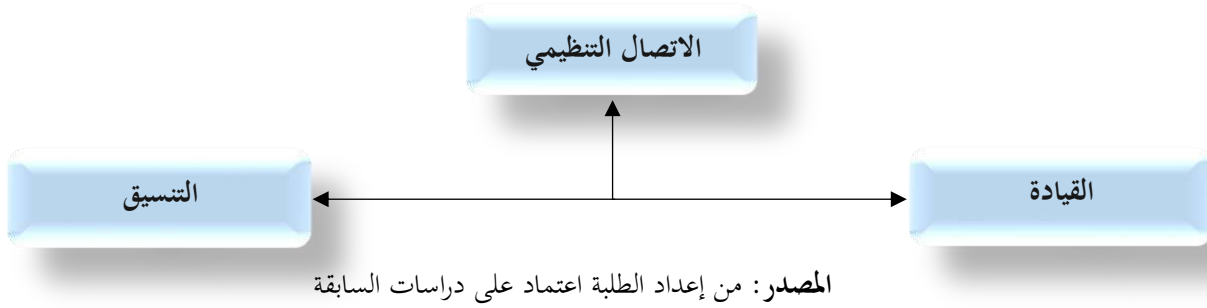 الاتصال التنظيمي
القيادة
التنسيق
المصدر: من إعداد الطلبة اعتماد على دراسات السابقة